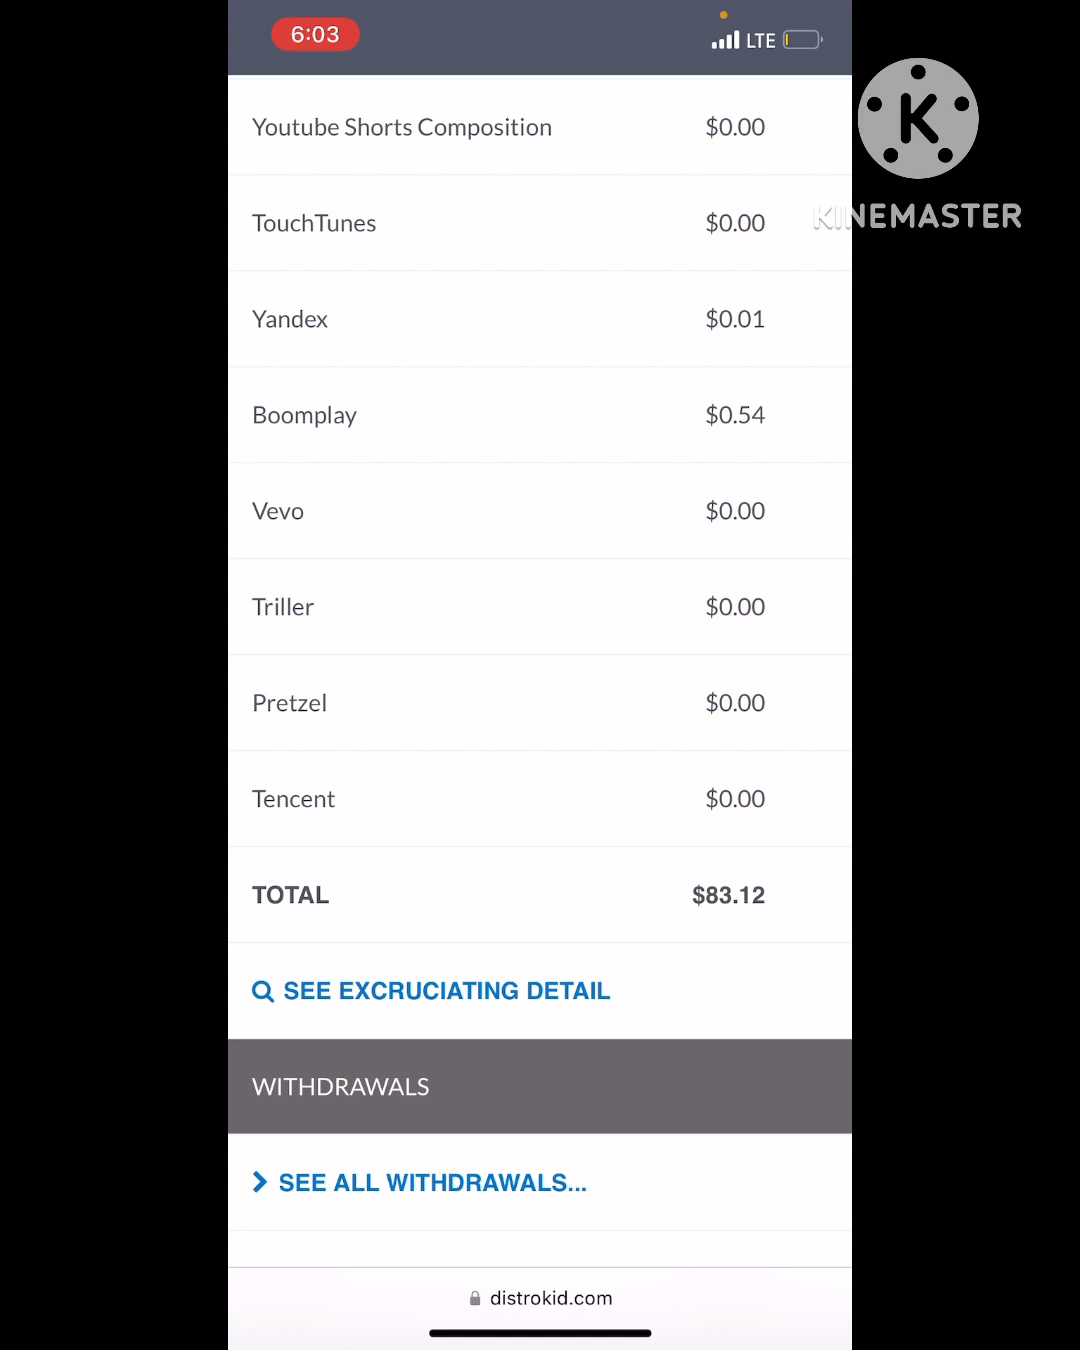 6:03
LTE
K
KINEMASTER
Youtube Shorts Composition $0.00
TouchTunes $0.00
Yandex $0.01
Boomplay $0.54
Vevo $0.00
Triller $0.00
Pretzel $0.00
Tencent $0.00
TOTAL $83.12
SEE EXCRUCIATING DETAIL
WITHDRAWALS
SEE ALL WITHDRAWALS...
distrokid.com